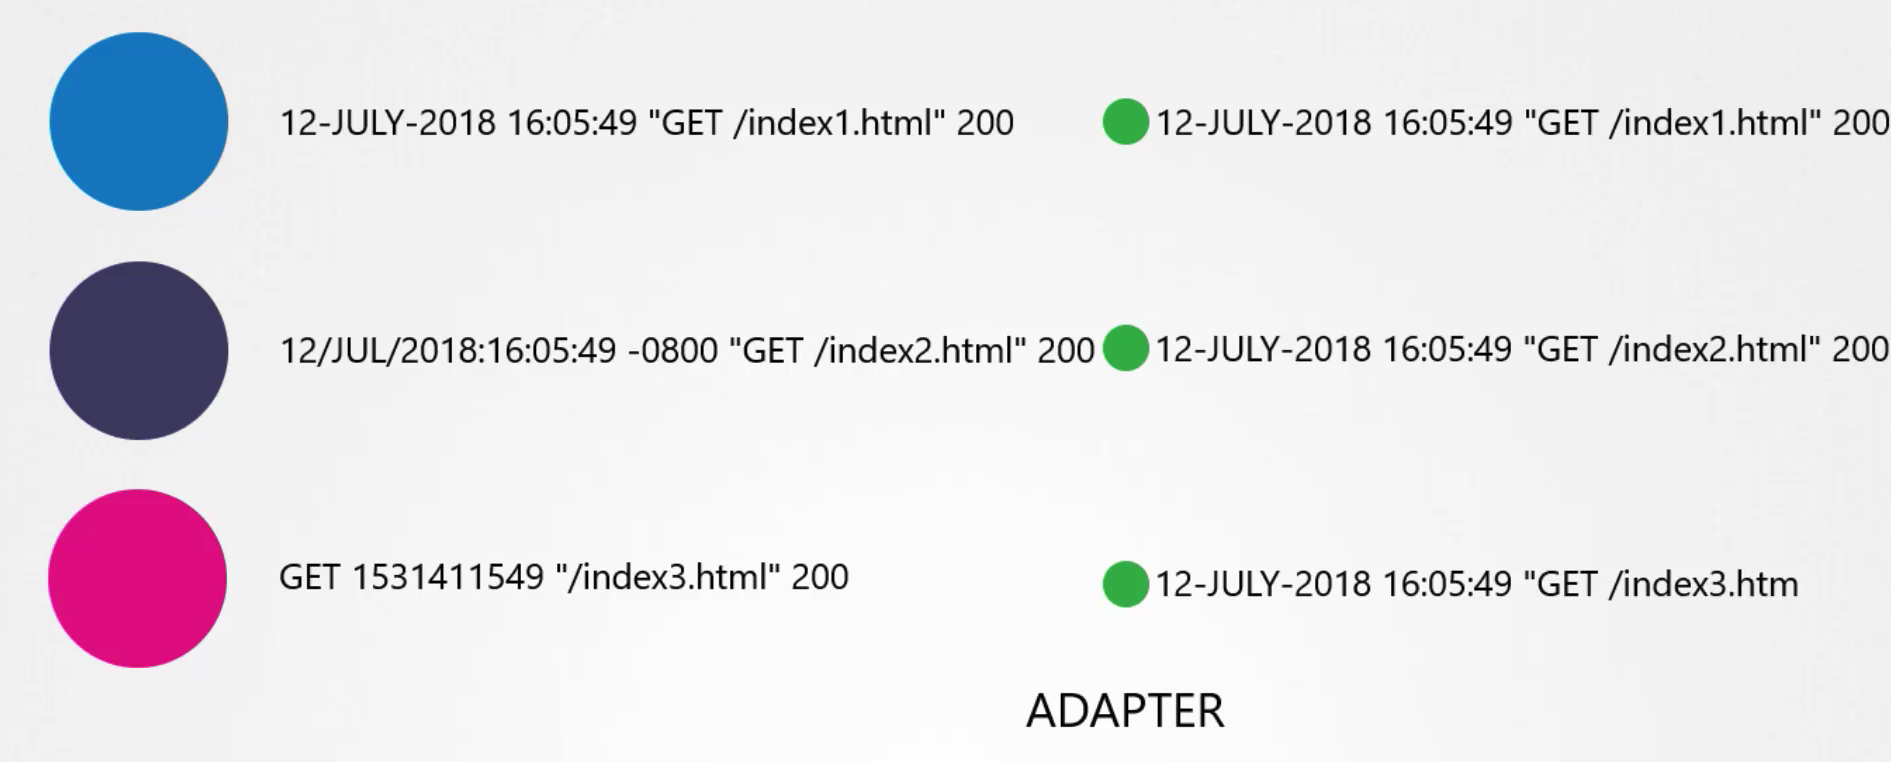 12-JULY-2018 16:05:49 "GET /index1.html" 200
12-JULY-2018 16:05:49 "GET /index1.html" 200
12/JUL/2018:16:05:49 -0800 "GET /index2.html" 200
12-JULY-2018 16:05:49 "GET /index2.html" 200
GET 1531411549 "/index3.html" 200
12-JULY-2018 16:05:49 "GET /index3.htm
ADAPTER